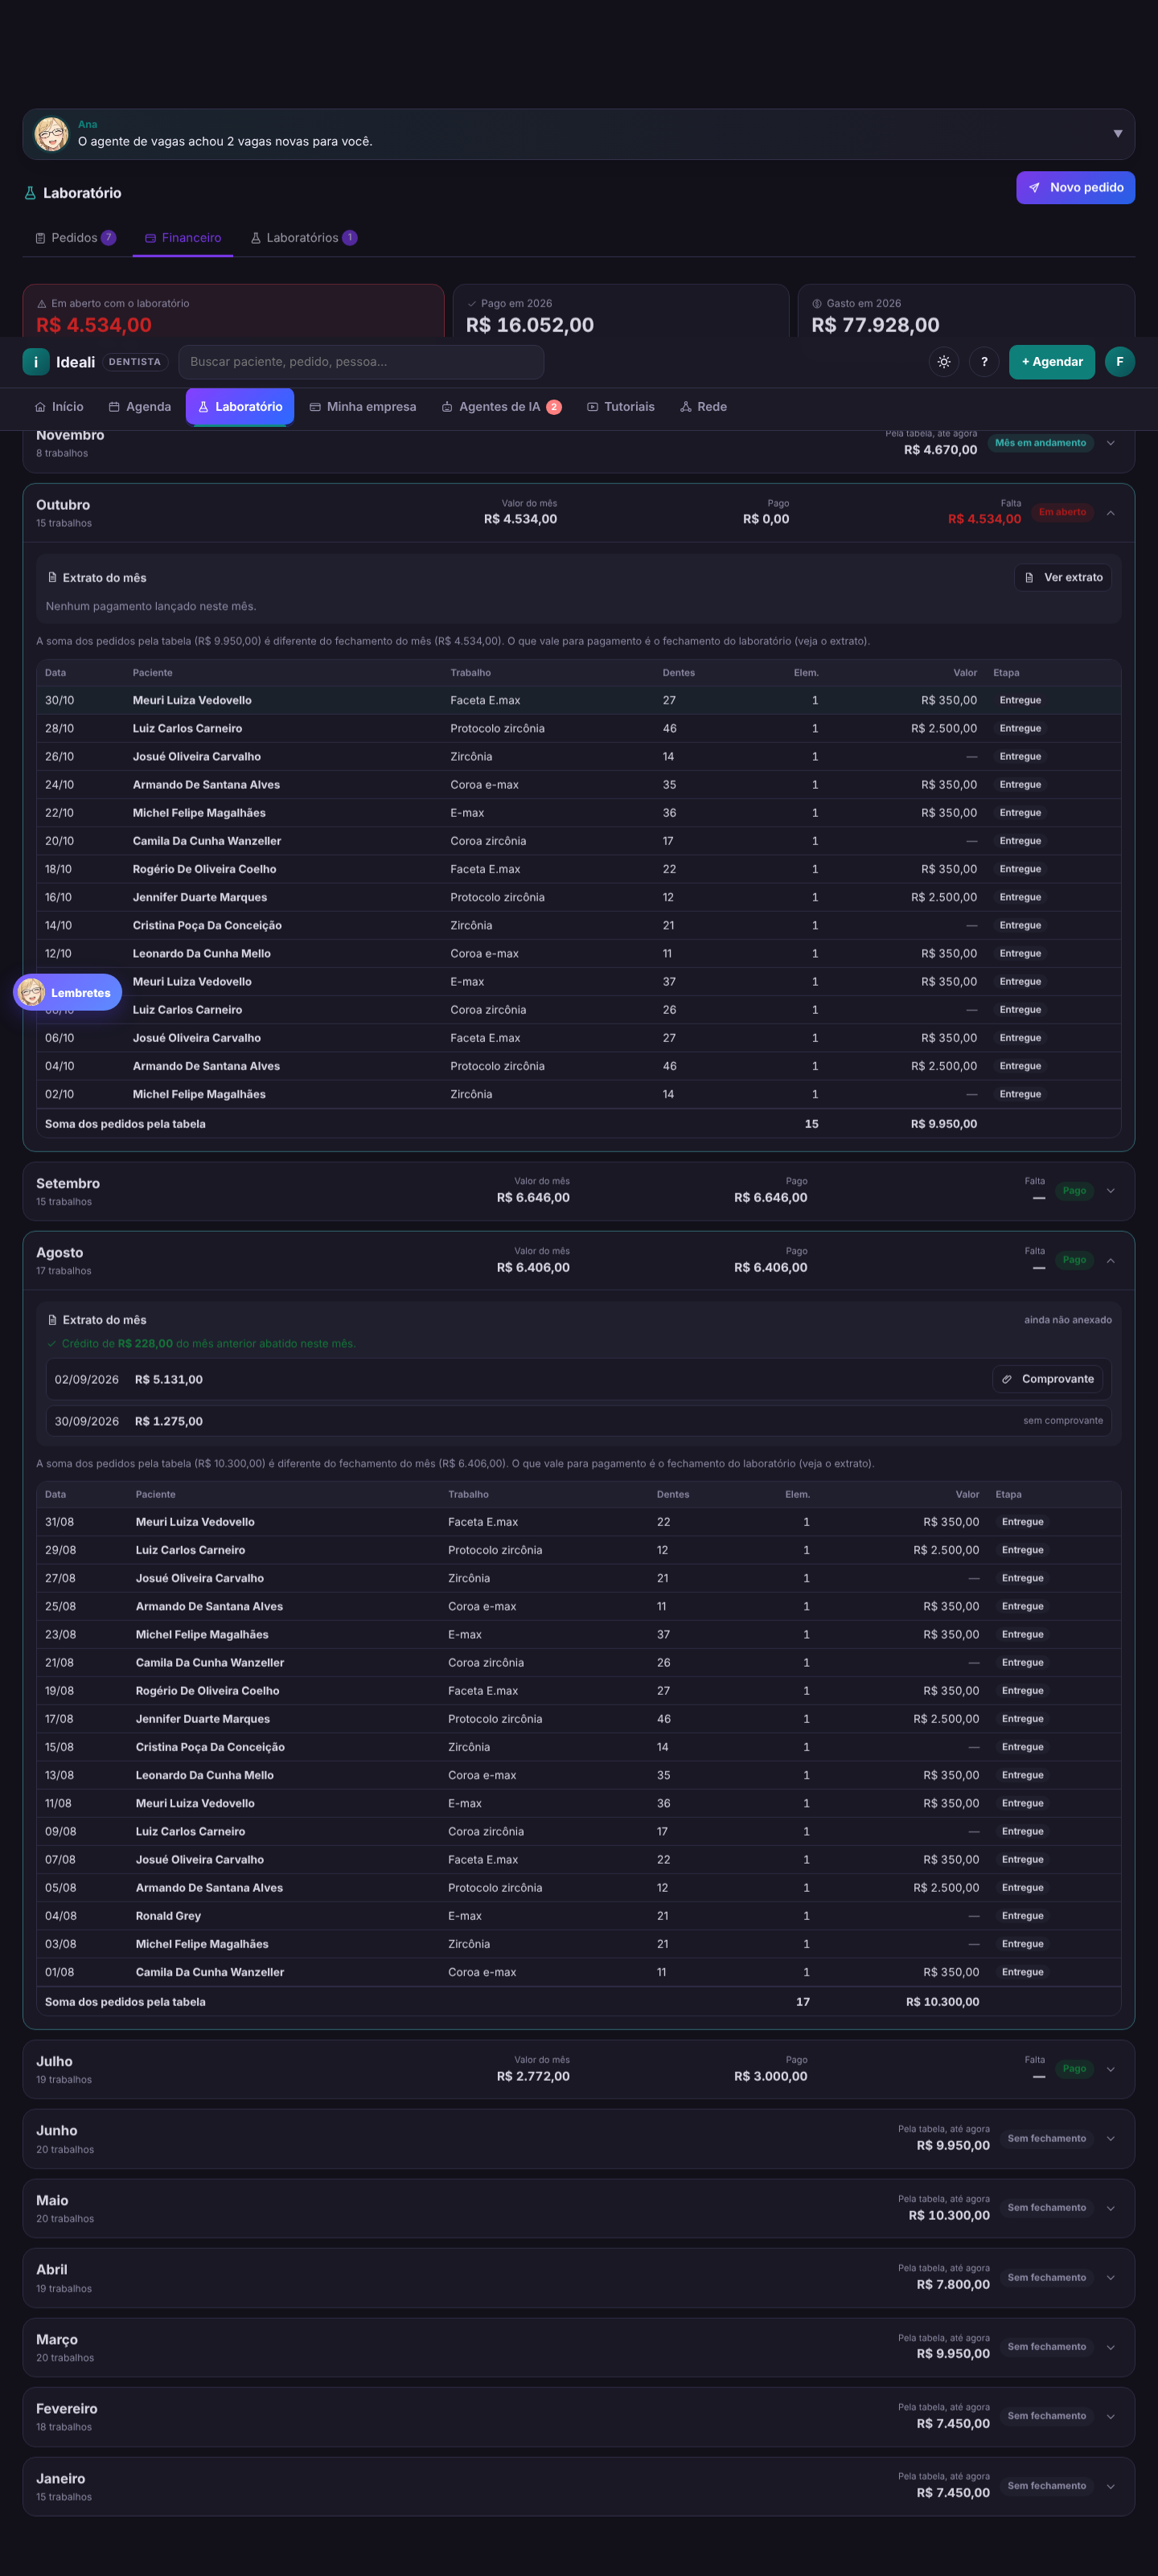 Ana
O agente de vagas achou 2 vagas novas para você.
Laboratório
Novo pedido
Pedidos 7 Financeiro Laboratórios 1
Em aberto com o laboratório
R$ 4.534,00
Pago em 2026
R$ 16.052,00
Gasto em 2026
R$ 77.928,00
i Ideali DENTISTA Buscar paciente, pedido, pessoa... ? + Agendar F
Início Agenda Laboratório Minha empresa Agentes de IA 2 Tutoriais Rede
Novembro
8 trabalhos
Pela tabela, até agora
R$ 4.670,00
Mês em andamento
Outubro
15 trabalhos
Valor do mês
R$ 4.534,00
Pago
R$ 0,00
Falta
R$ 4.534,00
Em aberto
Extrato do mês
Ver extrato
Nenhum pagamento lançado neste mês.
A soma dos pedidos pela tabela (R$ 9.950,00) é diferente do fechamento do mês (R$ 4.534,00). O que vale para pagamento é o fechamento do laboratório (veja o extrato).
Data Paciente Trabalho Dentes Elem. Valor Etapa
30/10 Meuri Luiza Vedovello Faceta E.max 27 1 R$ 350,00 Entregue
28/10 Luiz Carlos Carneiro Protocolo zircônia 46 1 R$ 2.500,00 Entregue
26/10 Josué Oliveira Carvalho Zircônia 14 1 — Entregue
24/10 Armando De Santana Alves Coroa e-max 35 1 R$ 350,00 Entregue
22/10 Michel Felipe Magalhães E-max 36 1 R$ 350,00 Entregue
20/10 Camila Da Cunha Wanzeller Coroa zircônia 17 1 — Entregue
18/10 Rogério De Oliveira Coelho Faceta E.max 22 1 R$ 350,00 Entregue
16/10 Jennifer Duarte Marques Protocolo zircônia 12 1 R$ 2.500,00 Entregue
14/10 Cristina Poça Da Conceição Zircônia 21 1 — Entregue
12/10 Leonardo Da Cunha Mello Coroa e-max 11 1 R$ 350,00 Entregue
Meuri Luiza Vedovello E-max 37 1 R$ 350,00 Entregue
Lembretes
Luiz Carlos Carneiro Coroa zircônia 26 1 — Entregue
06/10 Josué Oliveira Carvalho Faceta E.max 27 1 R$ 350,00 Entregue
04/10 Armando De Santana Alves Protocolo zircônia 46 1 R$ 2.500,00 Entregue
02/10 Michel Felipe Magalhães Zircônia 14 1 — Entregue
Soma dos pedidos pela tabela 15 R$ 9.950,00
Setembro
15 trabalhos
Valor do mês
R$ 6.646,00
Pago
R$ 6.646,00
Falta
—
Pago
Agosto
17 trabalhos
Valor do mês
R$ 6.406,00
Pago
R$ 6.406,00
Falta
—
Pago
Extrato do mês
ainda não anexado
Crédito de R$ 228,00 do mês anterior abatido neste mês.
02/09/2026 R$ 5.131,00 Comprovante
30/09/2026 R$ 1.275,00 sem comprovante
A soma dos pedidos pela tabela (R$ 10.300,00) é diferente do fechamento do mês (R$ 6.406,00). O que vale para pagamento é o fechamento do laboratório (veja o extrato).
Data Paciente Trabalho Dentes Elem. Valor Etapa
31/08 Meuri Luiza Vedovello Faceta E.max 22 1 R$ 350,00 Entregue
29/08 Luiz Carlos Carneiro Protocolo zircônia 12 1 R$ 2.500,00 Entregue
27/08 Josué Oliveira Carvalho Zircônia 21 1 — Entregue
25/08 Armando De Santana Alves Coroa e-max 11 1 R$ 350,00 Entregue
23/08 Michel Felipe Magalhães E-max 37 1 R$ 350,00 Entregue
21/08 Camila Da Cunha Wanzeller Coroa zircônia 26 1 — Entregue
19/08 Rogério De Oliveira Coelho Faceta E.max 27 1 R$ 350,00 Entregue
17/08 Jennifer Duarte Marques Protocolo zircônia 46 1 R$ 2.500,00 Entregue
15/08 Cristina Poça Da Conceição Zircônia 14 1 — Entregue
13/08 Leonardo Da Cunha Mello Coroa e-max 35 1 R$ 350,00 Entregue
11/08 Meuri Luiza Vedovello E-max 36 1 R$ 350,00 Entregue
09/08 Luiz Carlos Carneiro Coroa zircônia 17 1 — Entregue
07/08 Josué Oliveira Carvalho Faceta E.max 22 1 R$ 350,00 Entregue
05/08 Armando De Santana Alves Protocolo zircônia 12 1 R$ 2.500,00 Entregue
04/08 Ronald Grey E-max 21 1 — Entregue
03/08 Michel Felipe Magalhães Zircônia 21 1 — Entregue
01/08 Camila Da Cunha Wanzeller Coroa e-max 11 1 R$ 350,00 Entregue
Soma dos pedidos pela tabela 17 R$ 10.300,00
Julho
19 trabalhos
Valor do mês
R$ 2.772,00
Pago
R$ 3.000,00
Falta
—
Pago
Junho
20 trabalhos
Pela tabela, até agora
R$ 9.950,00
Sem fechamento
Maio
20 trabalhos
Pela tabela, até agora
R$ 10.300,00
Sem fechamento
Abril
19 trabalhos
Pela tabela, até agora
R$ 7.800,00
Sem fechamento
Março
20 trabalhos
Pela tabela, até agora
R$ 9.950,00
Sem fechamento
Fevereiro
18 trabalhos
Pela tabela, até agora
R$ 7.450,00
Sem fechamento
Janeiro
15 trabalhos
Pela tabela, até agora
R$ 7.450,00
Sem fechamento